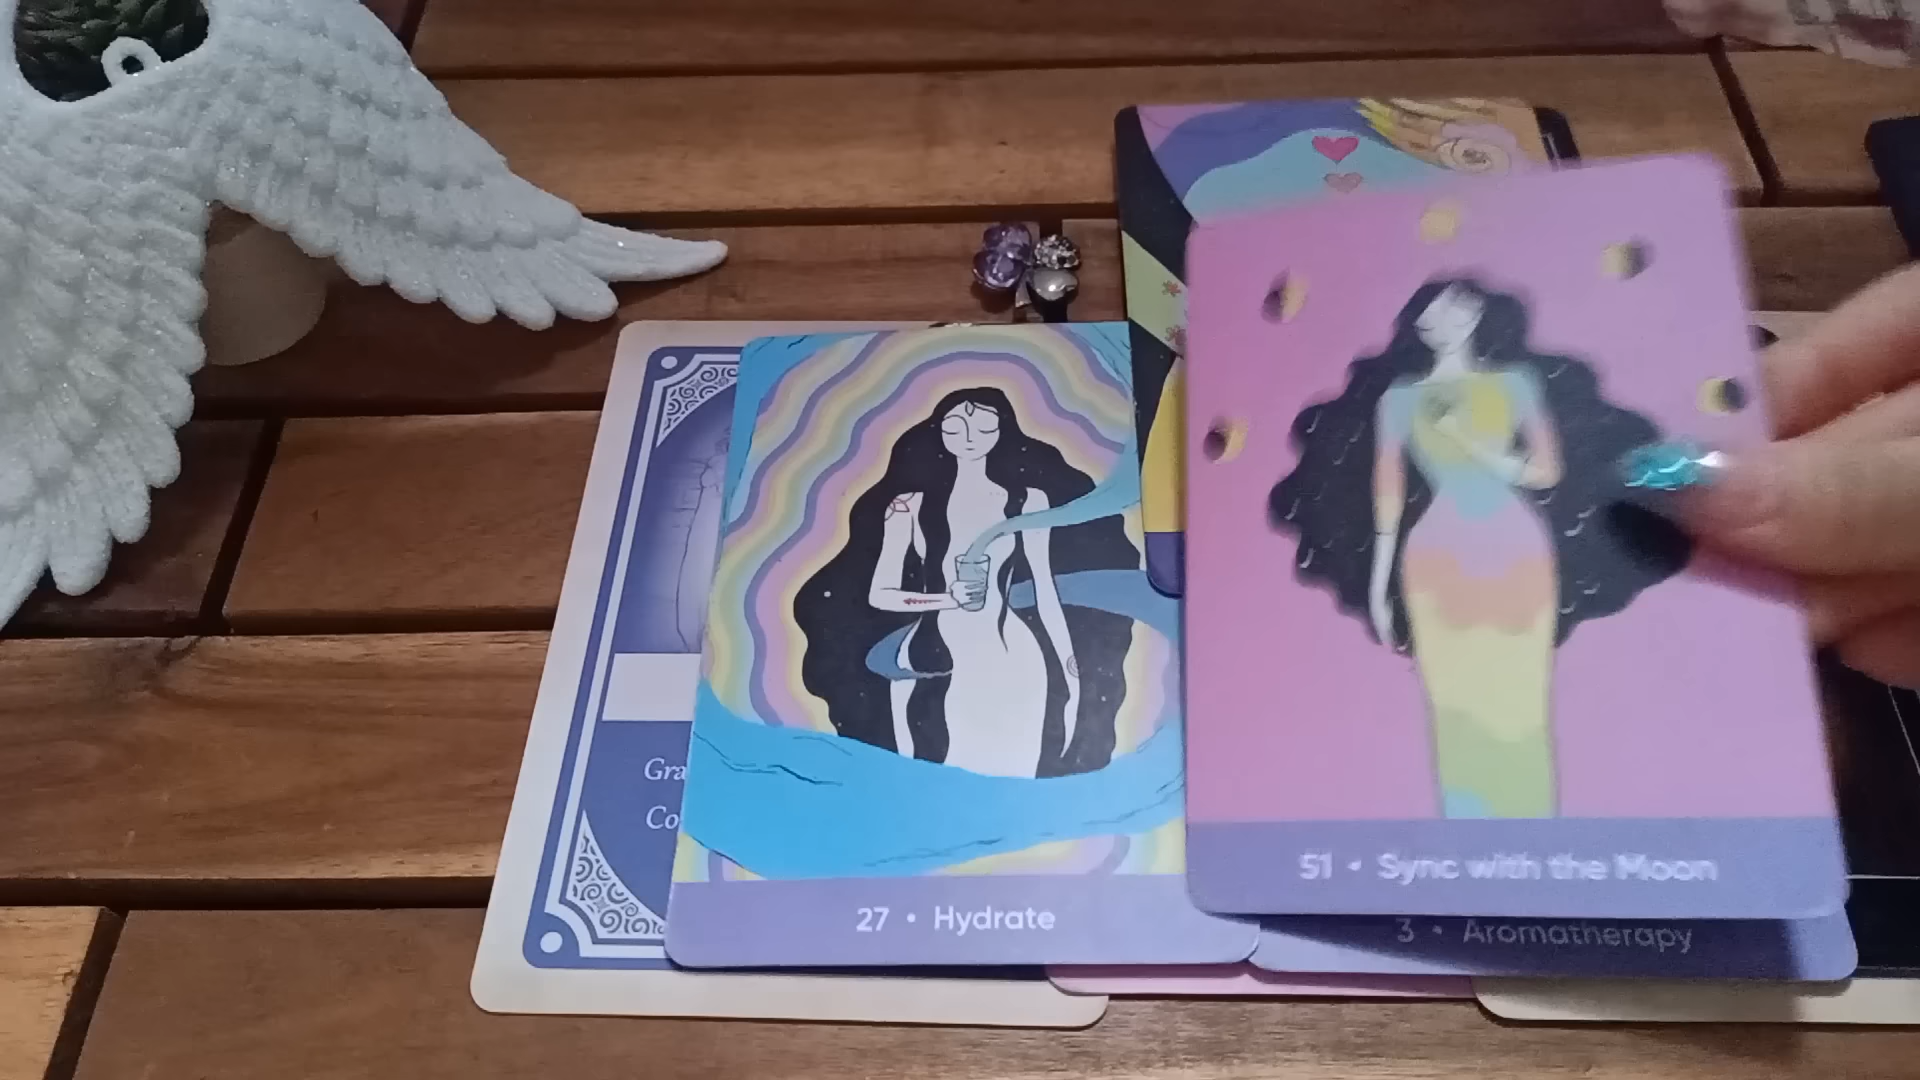 Gra
Co
27 • Hydrate
51 • Sync with the Moon
3 • Aromatherapy